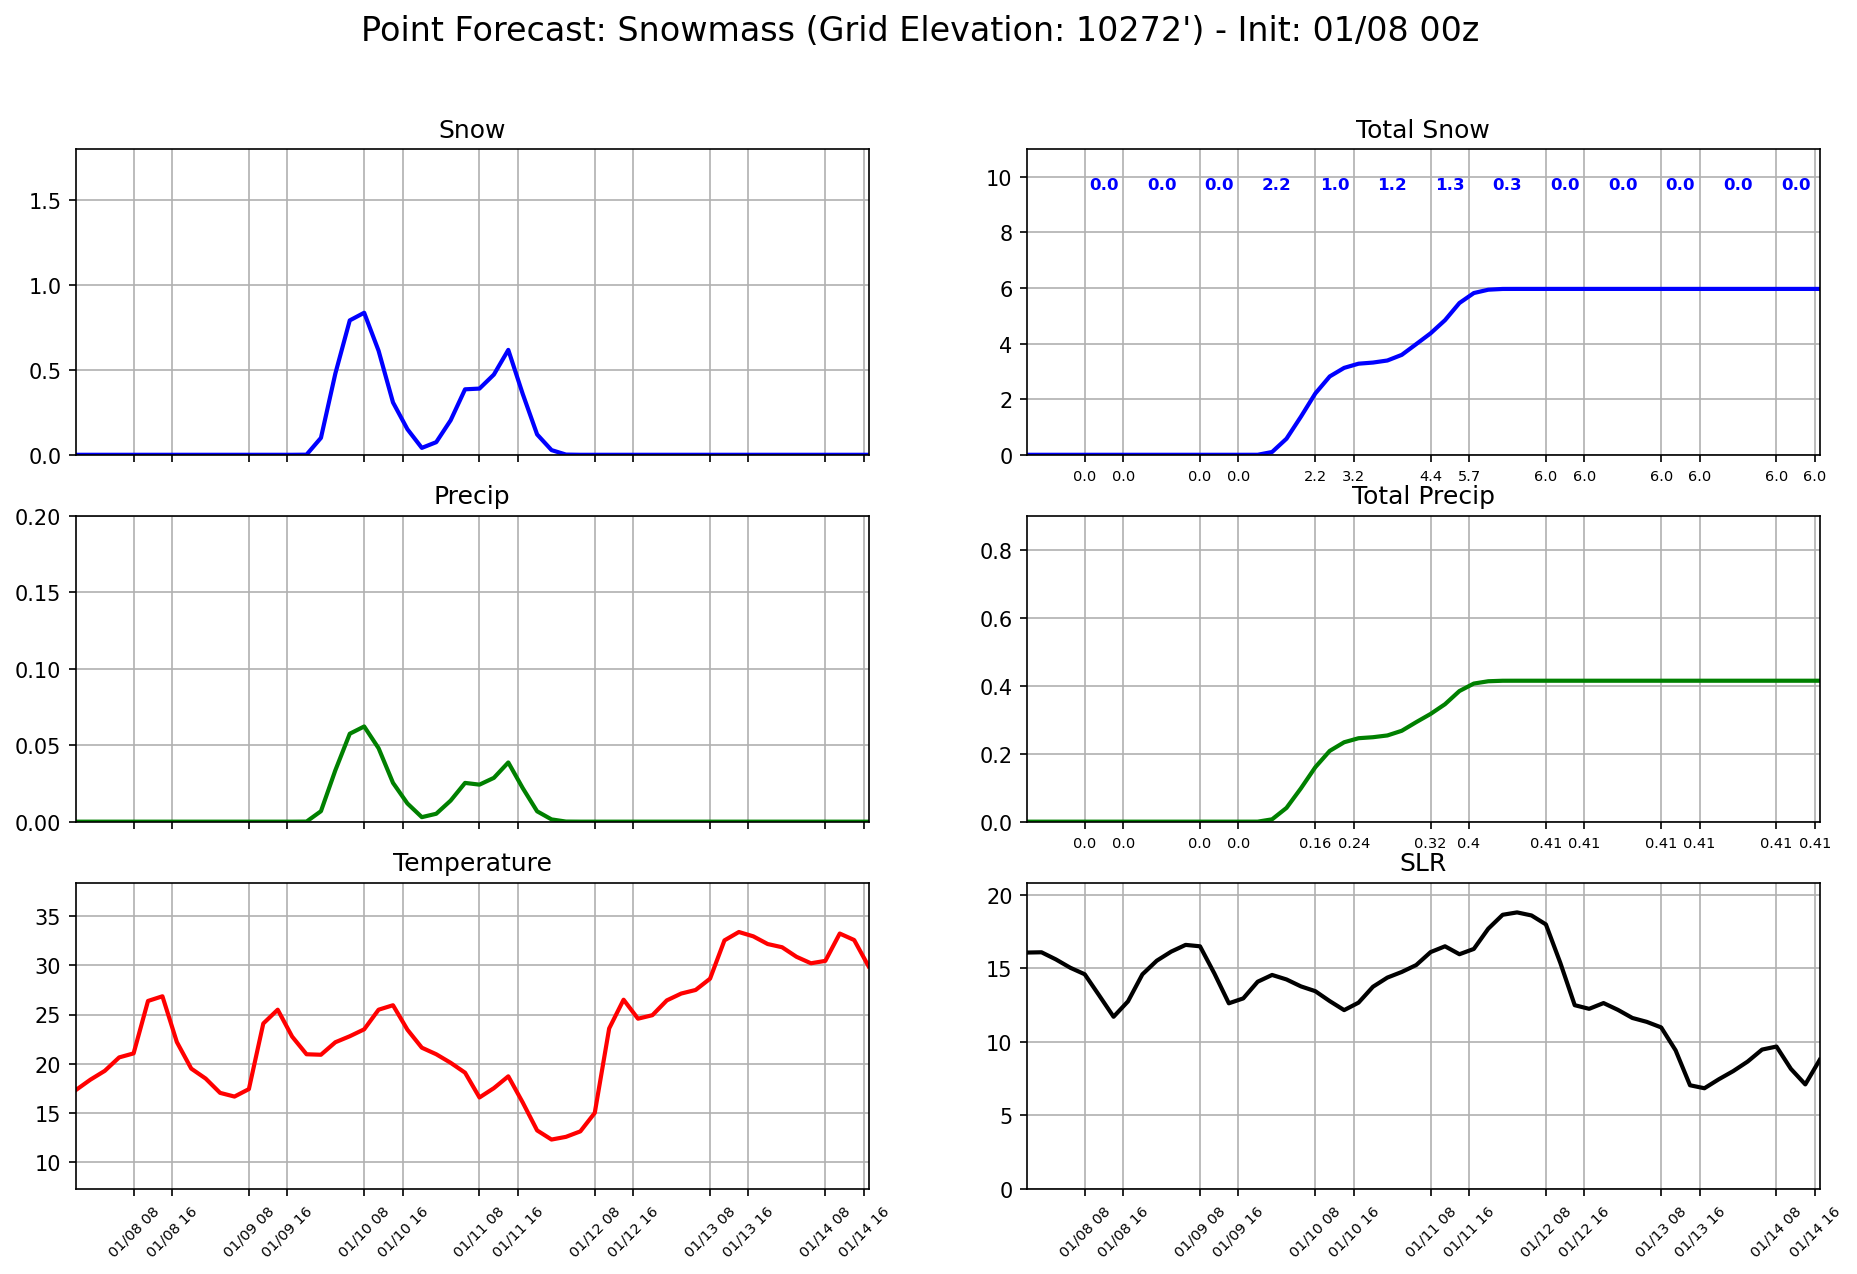 Point Forecast: Snowmass (Grid Elevation: 10272') - Init: 01/08 00z
Snow
1.5
1.0
0.5
0.0
Total Snow
10
8
6
4
2
0
0.0 0.0 0.0 2.2 1.0 1.2 1.3 0.3 0.0 0.0 0.0 0.0 0.0
0.0 0.0 0.0 0.0 2.2 3.2 4.4 5.7 6.0 6.0 6.0 6.0 6.0 6.0
Precip
0.20
0.15
0.10
0.05
0.00
Total Precip
0.8
0.6
0.4
0.2
0.0
0.0 0.0 0.0 0.0 0.16 0.24 0.32 0.4 0.41 0.41 0.41 0.41 0.41 0.41
Temperature
35
30
25
20
15
10
01/08 08 01/08 16 01/09 08 01/09 16 01/10 08 01/10 16 01/11 08 01/11 16 01/12 08 01/12 16 01/13 08 01/13 16 01/14 08 01/14 16
SLR
20
15
10
5
0
01/08 08 01/08 16 01/09 08 01/09 16 01/10 08 01/10 16 01/11 08 01/11 16 01/12 08 01/12 16 01/13 08 01/13 16 01/14 08 01/14 16